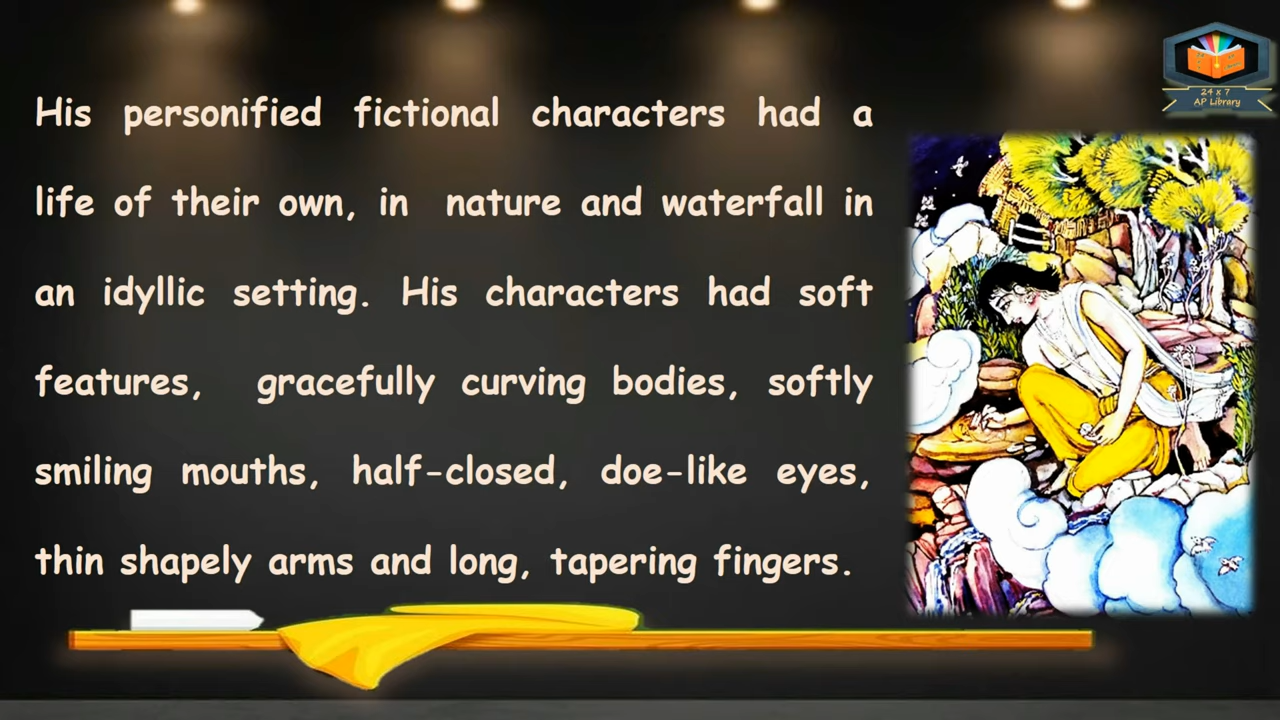 His personified fictional characters had a
life of their own, in nature and waterfall in
an idyllic setting. His characters had soft
features, gracefully curving bodies, softly
smiling mouths, half-closed, doe-like eyes,
thin shapely arms and long, tapering fingers.
24 x 7
AP Library